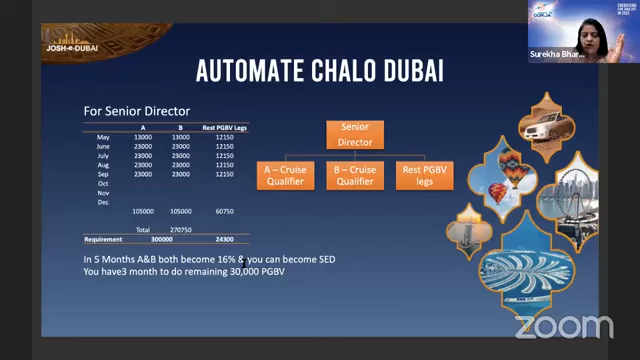 JOSH-e-DUBAI
Surekha Bhar...
AUTOMATE CHALO DUBAI
For Senior Director
A B Rest PGBV Legs
May 13000 13000 12150
June 23000 23000 12150
July 23000 23000 12150
Aug 23000 23000 12150
Sep 23000 23000 12150
Oct
Nov
Dec
105000 105000 60750
Total 270750
Requirement 300000 24300
Senior
Director
A – Cruise
Qualifier
B – Cruise
Qualifier
Rest PGBV
legs
In 5 Months A&B both become 16% & you can become SED
You have3 month to do remaining 30,000 PGBV
zoom